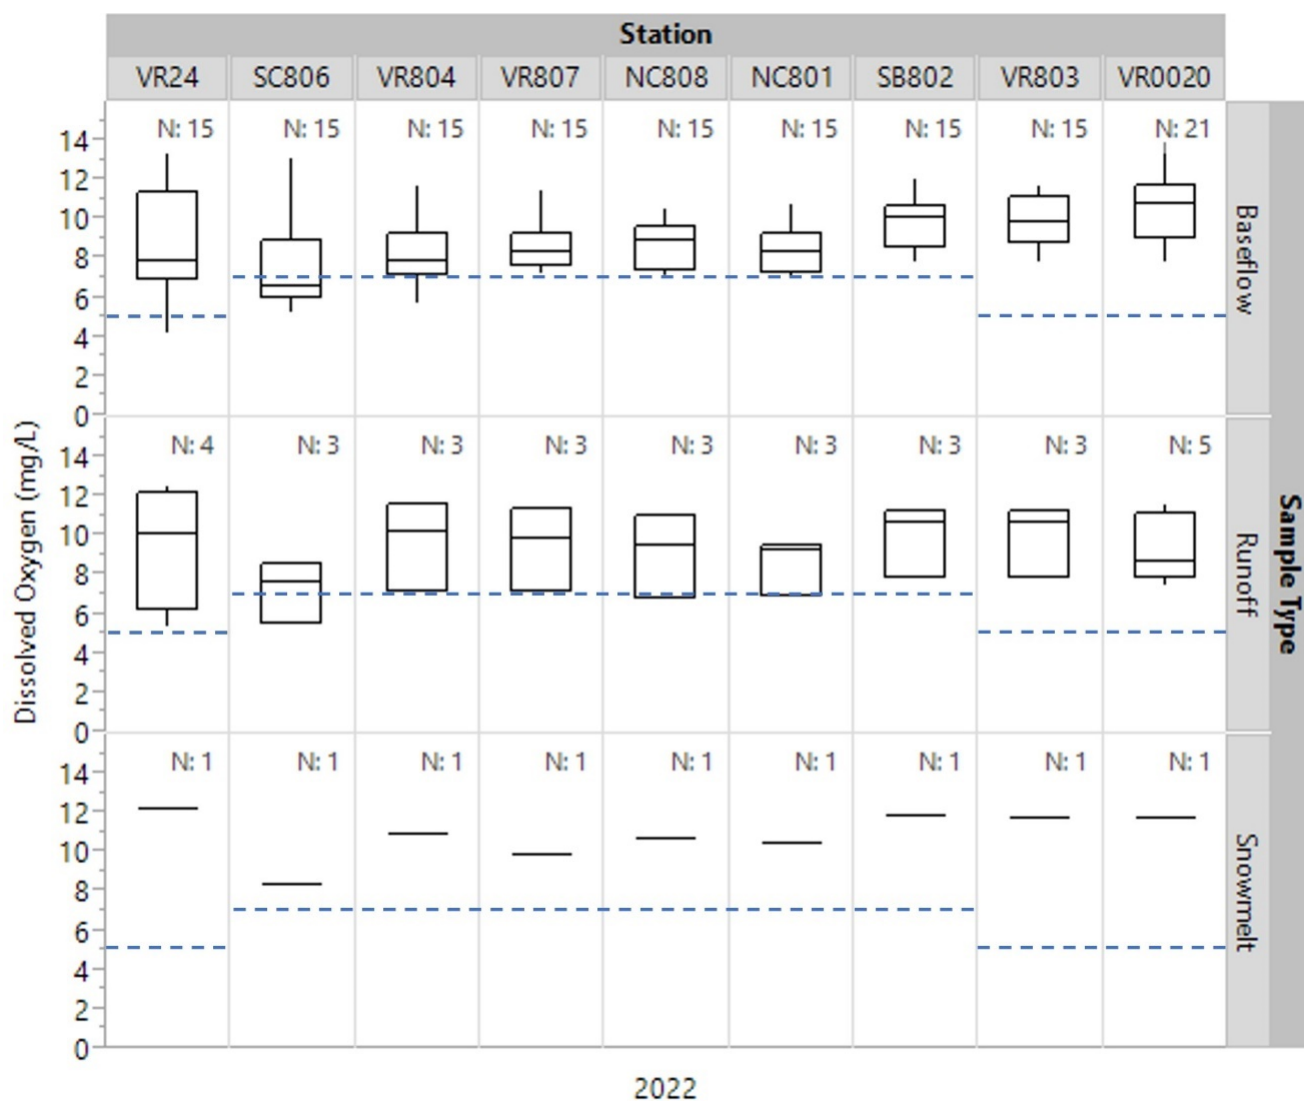 Station
VR24 SC806 VR804 VR807 NC808 NC801 SB802 VR803 VR0020
N: 15 N: 15 N: 15 N: 15 N: 15 N: 15 N: 15 N: 15 N: 21
14
12
10
8
6
4
2
0
Baseflow
N: 4 N: 3 N: 3 N: 3 N: 3 N: 3 N: 3 N: 3 N: 5
14
12
10
8
6
4
2
0
Runoff
N: 1 N: 1 N: 1 N: 1 N: 1 N: 1 N: 1 N: 1 N: 1
14
12
10
8
6
4
2
0
Snowmelt
Dissolved Oxygen (mg/L)
Sample Type
2022